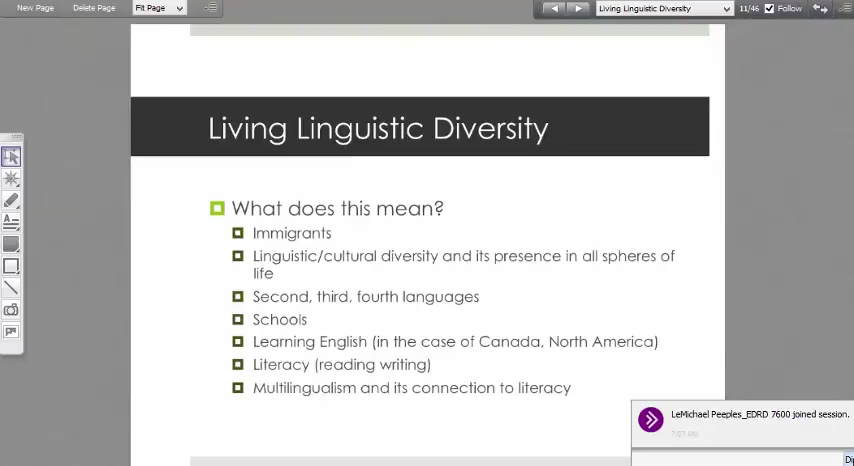 New Page Delete Page Fit Page Living Linguistic Diversity 11/46 Follow
Living Linguistic Diversity
What does this mean?
Immigrants
Linguistic/cultural diversity and its presence in all spheres of
life
Second, third, fourth languages
Schools
Learning English (in the case of Canada, North America)
Literacy (reading writing)
Multilingualism and its connection to literacy
LeMichael Peeples_EDRD 7600 joined session.
7:07 AM